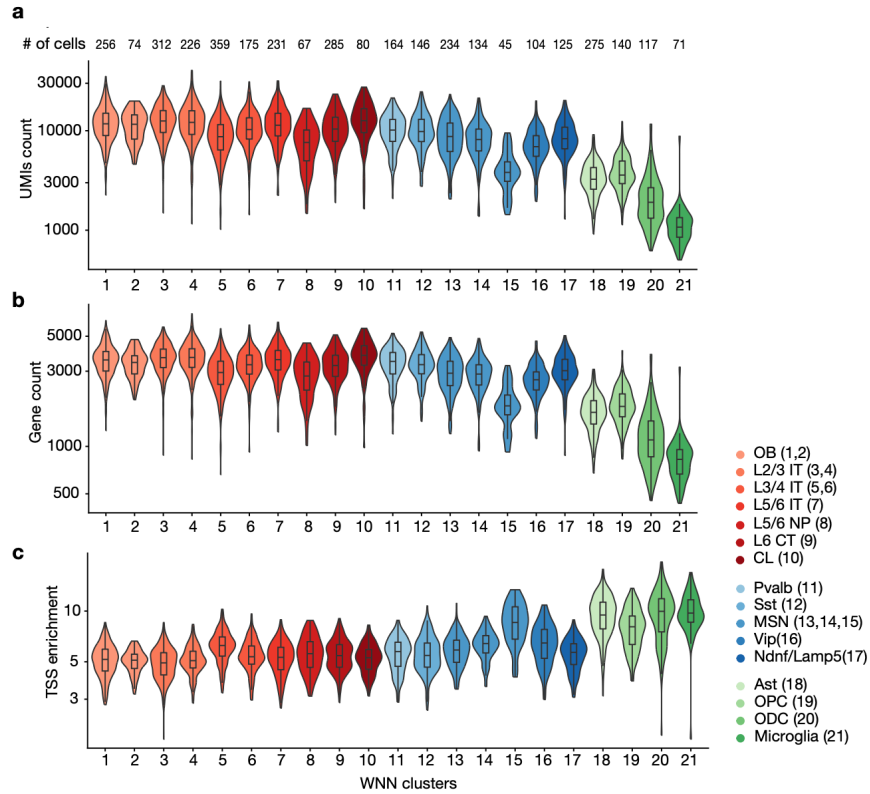 a
# of cells 256 74 312 226 359 175 231 67 285 80 164 146 234 134 45 104 125 275 140 117 71
UMIs count
30000
10000
3000
1000
1 2 3 4 5 6 7 8 9 10 11 12 13 14 15 16 17 18 19 20 21
b
Gene count
5000
3000
1000
500
1 2 3 4 5 6 7 8 9 10 11 12 13 14 15 16 17 18 19 20 21
c
TSS enrichment
10
5
3
1 2 3 4 5 6 7 8 9 10 11 12 13 14 15 16 17 18 19 20 21
WNN clusters
OB (1,2)
L2/3 IT (3,4)
L3/4 IT (5,6)
L5/6 IT (7)
L5/6 NP (8)
L6 CT (9)
CL (10)
Pvalb (11)
Sst (12)
MSN (13,14,15)
Vip(16)
Ndnf/Lamp5(17)
Ast (18)
OPC (19)
ODC (20)
Microglia (21)